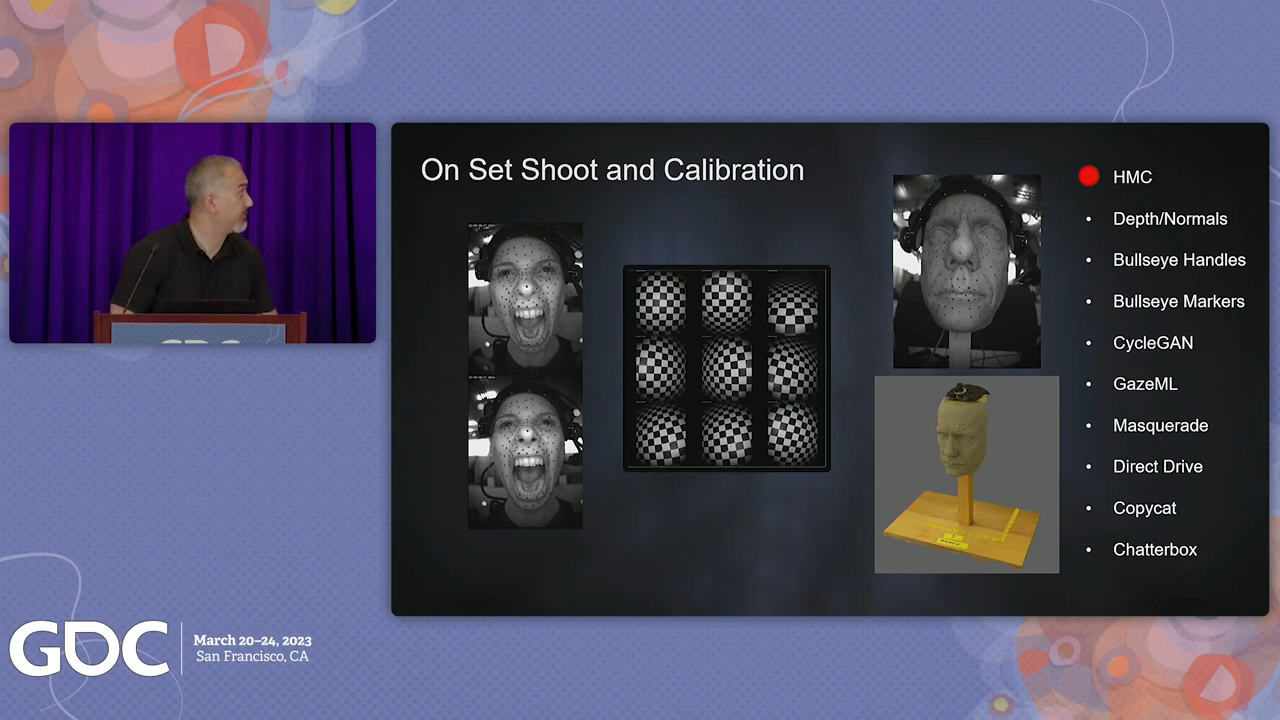 On Set Shoot and Calibration
HMC
Depth/Normals
Bullseye Handles
Bullseye Markers
CycleGAN
GazeML
Masquerade
Direct Drive
Copycat
Chatterbox
GDC
March 20–24, 2023
San Francisco, CA